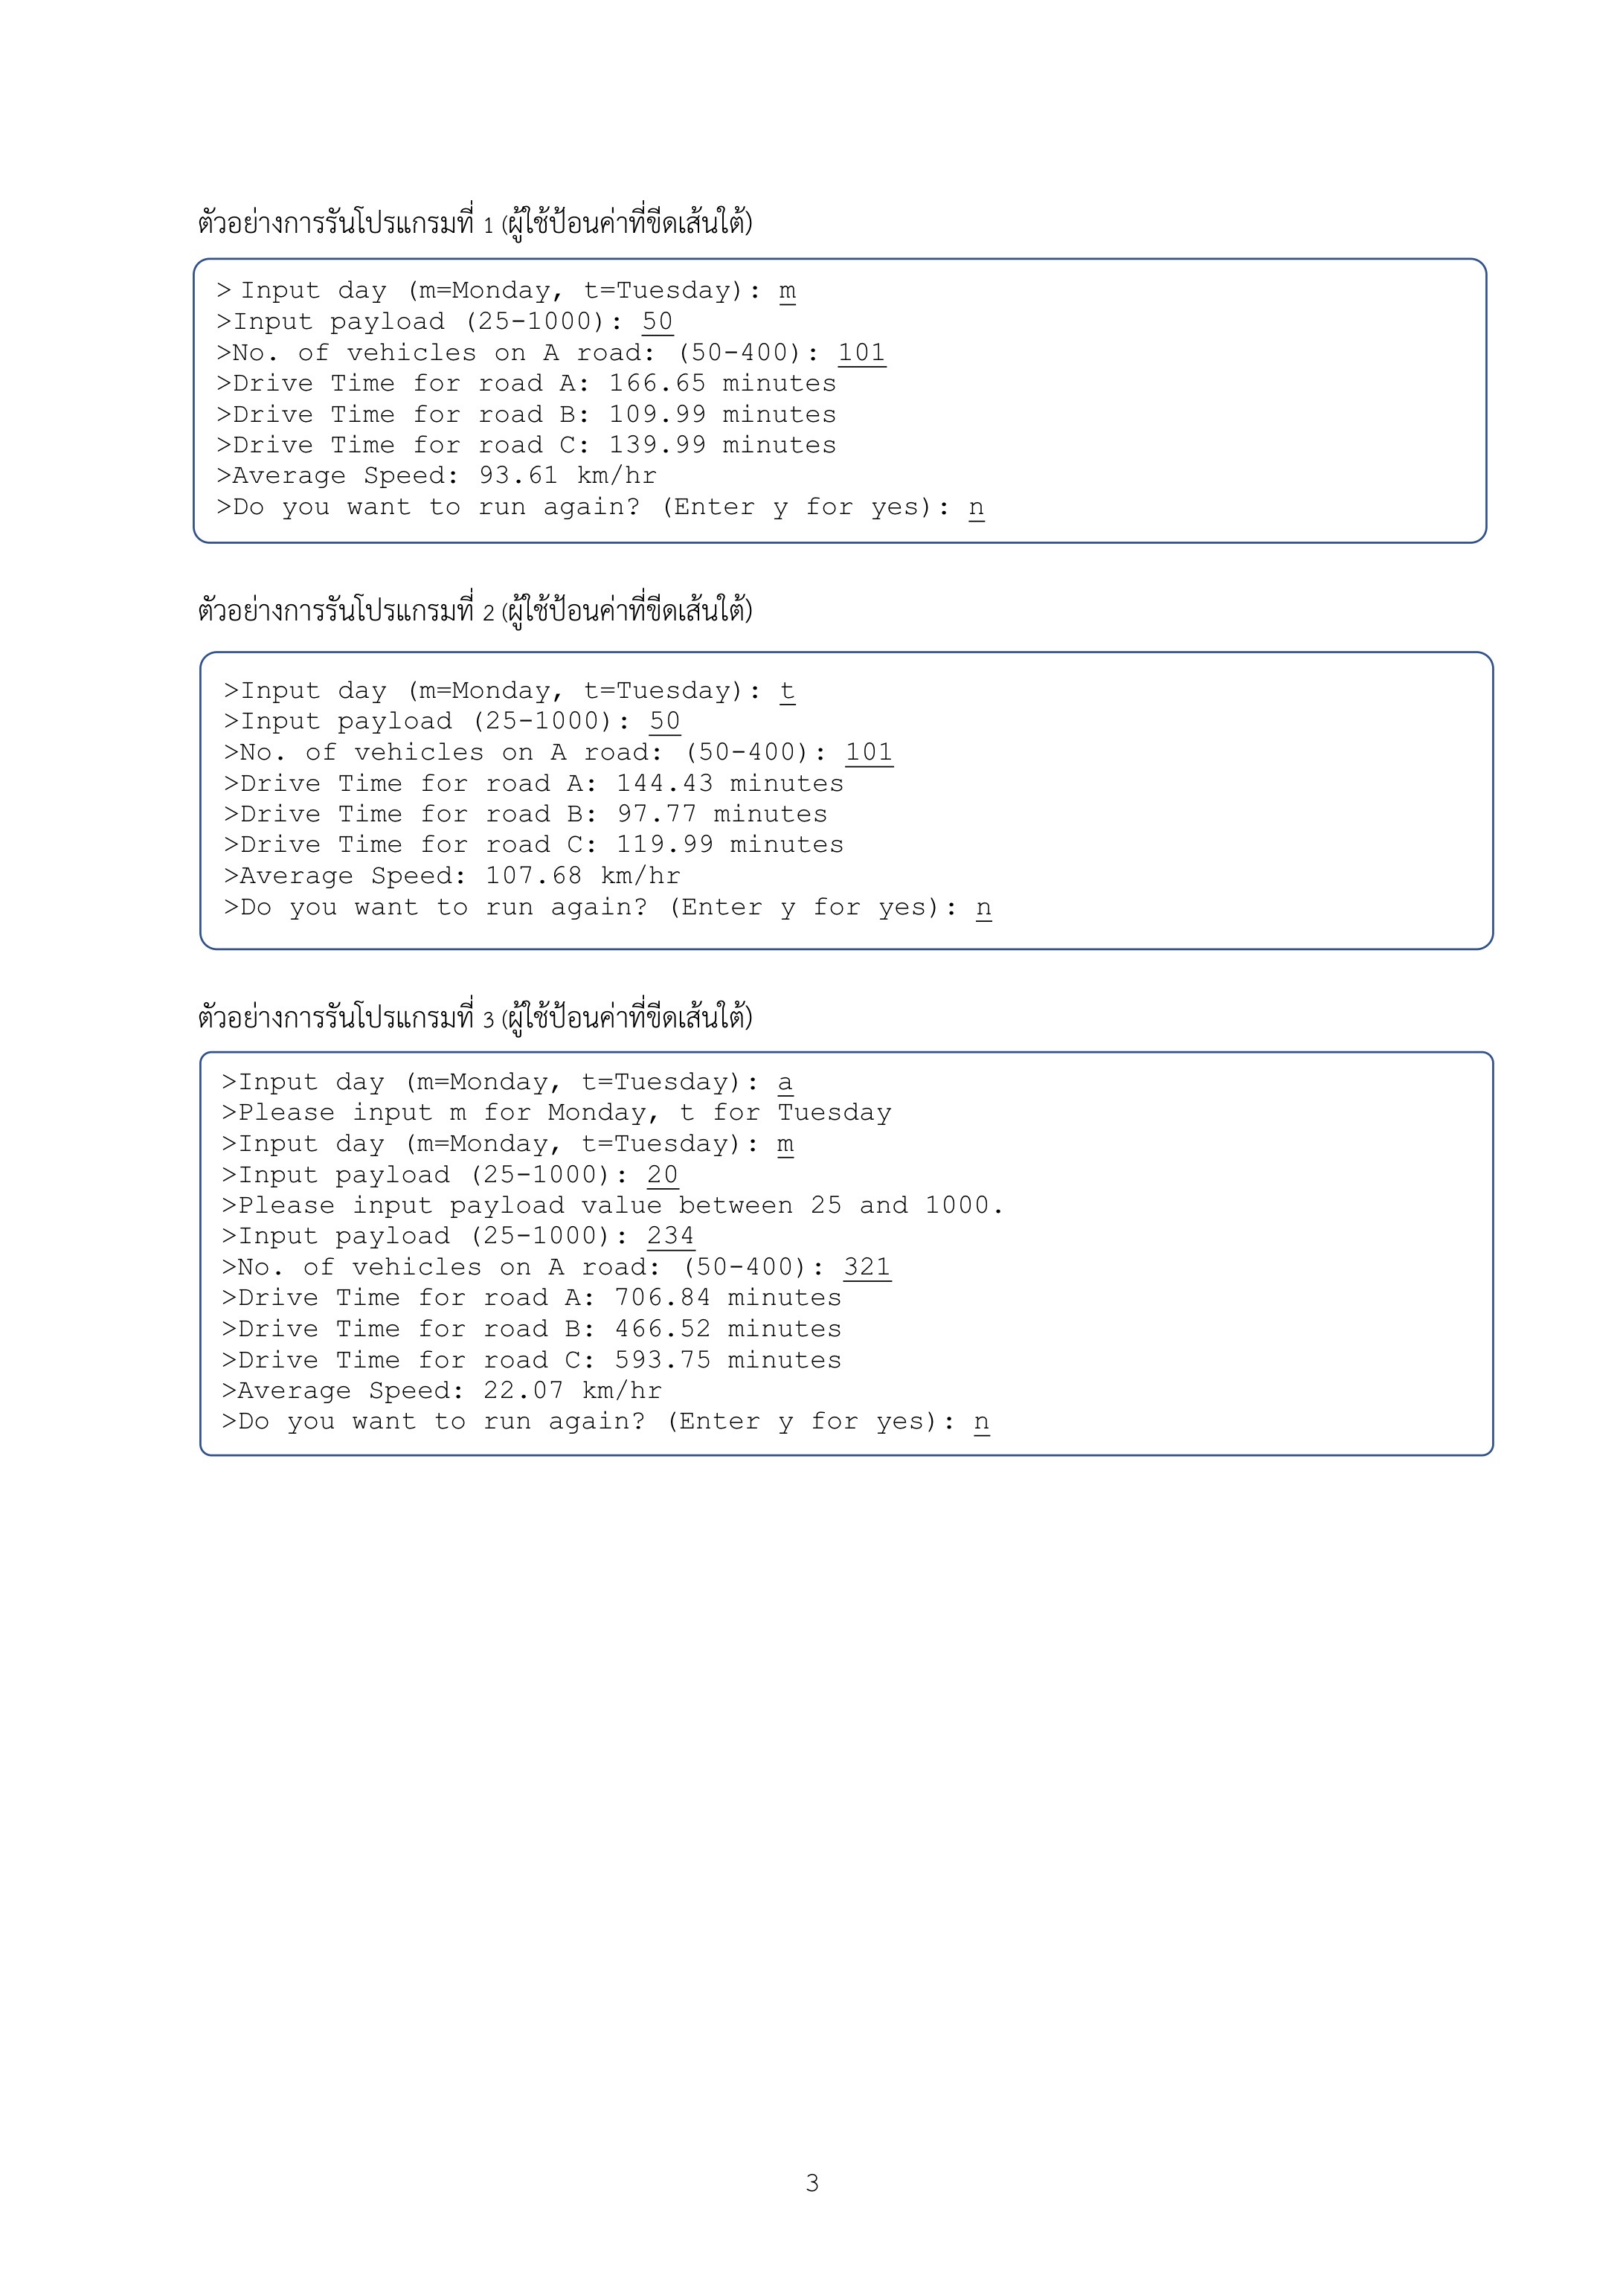 ตัวอย่างการรันโปรแกรมที่ 1 (ผู้ใช้ป้อนค่าที่ขีดเส้นใต้)
> Input day (m=Monday, t=Tuesday): m
>Input payload (25-1000): 50
>No. of vehicles on A road: (50-400): 101
>Drive Time for road A: 166.65 minutes
>Drive Time for road B: 109.99 minutes
>Drive Time for road C: 139.99 minutes
>Average Speed: 93.61 km/hr
>Do you want to run again? (Enter y for yes): n
ตัวอย่างการรันโปรแกรมที่ 2 (ผู้ใช้ป้อนค่าที่ขีดเส้นใต้)
>Input day (m=Monday, t=Tuesday): t
>Input payload (25-1000): 50
>No. of vehicles on A road: (50-400): 101
>Drive Time for road A: 144.43 minutes
>Drive Time for road B: 97.77 minutes
>Drive Time for road C: 119.99 minutes
>Average Speed: 107.68 km/hr
>Do you want to run again? (Enter y for yes): n
ตัวอย่างการรันโปรแกรมที่ 3 (ผู้ใช้ป้อนค่าที่ขีดเส้นใต้)
>Input day (m=Monday, t=Tuesday): a
>Please input m for Monday, t for Tuesday
>Input day (m=Monday, t=Tuesday): m
>Input payload (25-1000): 20
>Please input payload value between 25 and 1000.
>Input payload (25-1000): 234
>No. of vehicles on A road: (50-400): 321
>Drive Time for road A: 706.84 minutes
>Drive Time for road B: 466.52 minutes
>Drive Time for road C: 593.75 minutes
>Average Speed: 22.07 km/hr
>Do you want to run again? (Enter y for yes): n
3